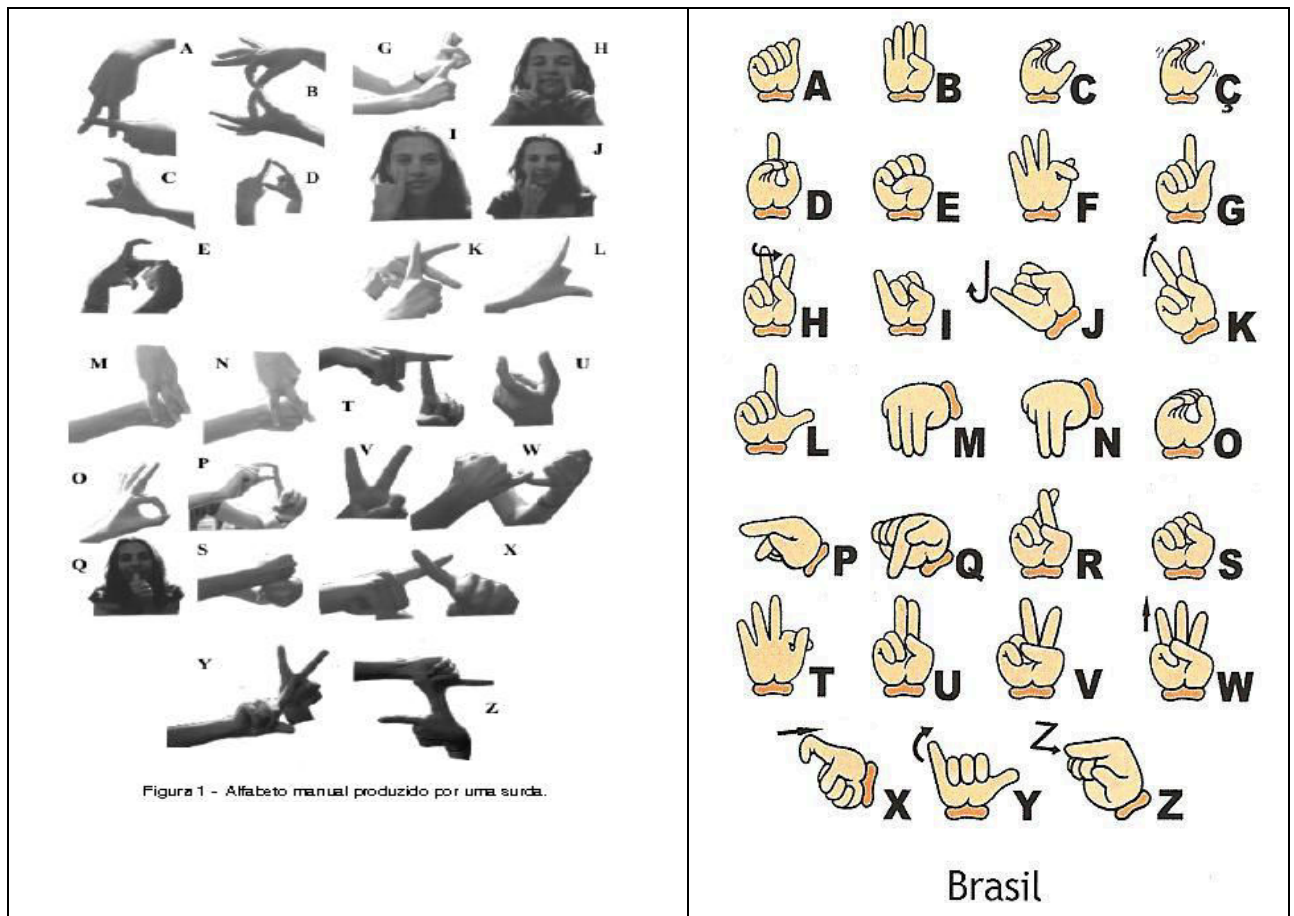 A
B
G
H
I
J
C
D
E
K
L
M
N
T
U
O
P
V
W
Q
S
X
Y
Z
Figura 1 - Alfabeto manual produzido por uma surda.
A B C Ç
D E F G
H I J K
L M N O
P Q R S
T U V W
Z
X Y Z
Brasil